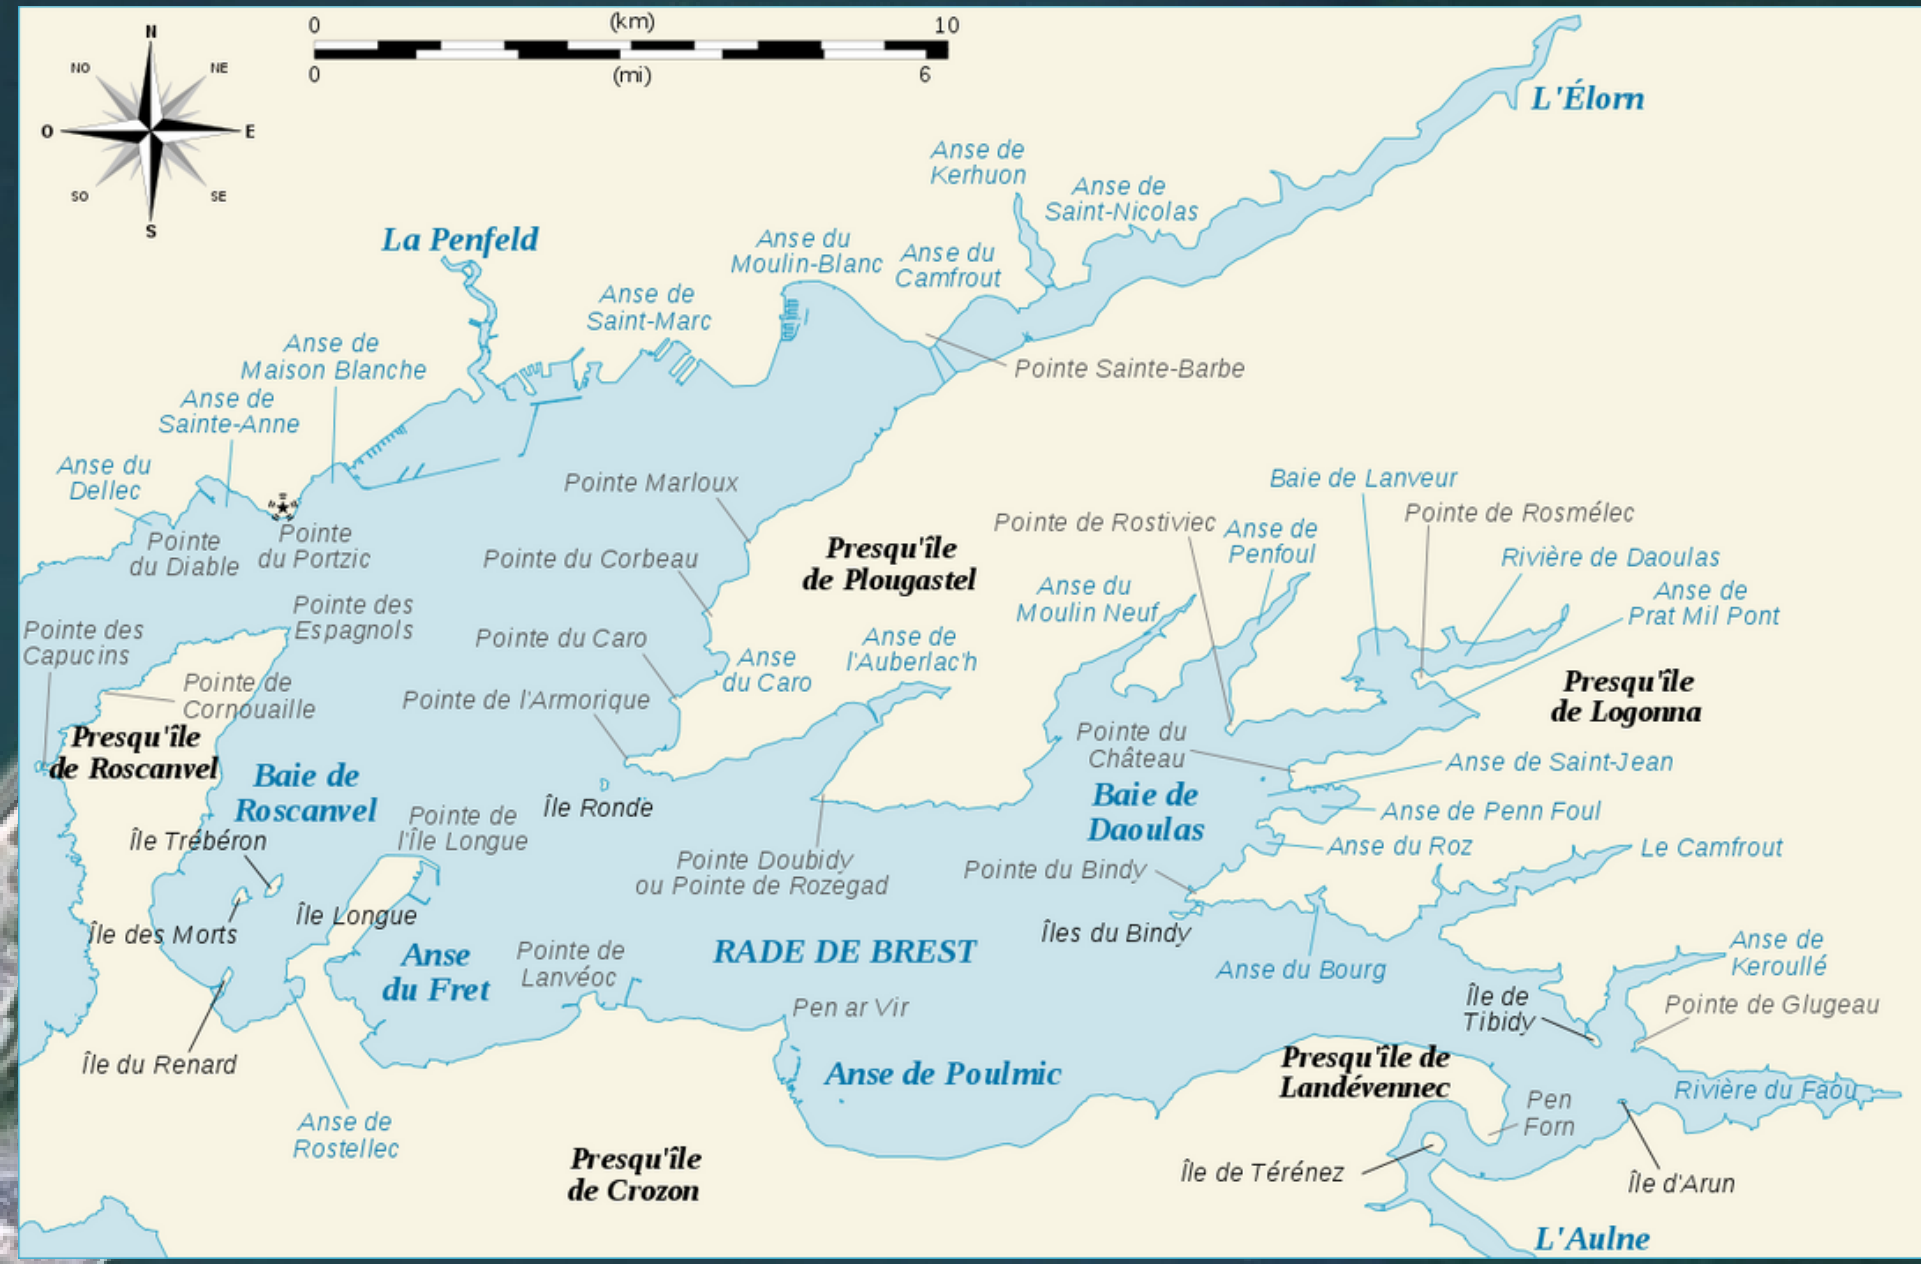 0
(km)
10
0
(mi)
6
N
NO
NE
O
E
SO
SE
S
L'Élorn
Anse de
Kerhuon
Anse de
Saint-Nicolas
La Penfeld
Anse du
Moulin-Blanc
Anse du
Camfrout
Anse de
Saint-Marc
Anse de
Maison Blanche
Pointe Sainte-Barbe
Anse de
Sainte-Anne
Anse du
Dellec
Pointe
du Diable
Pointe
du Portzic
Pointe Marloux
Pointe du Corbeau
Presqu'île
de Plougastel
Pointe de Rostiviec
Anse de
Penfoul
Baie de Lanveur
Pointe de Rosmélec
Rivière de Daoulas
Anse de
Prat Mil Pont
Anse du
Moulin Neuf
Pointe des
Espagnols
Pointe des
Capucins
Pointe du Caro
Anse
du Caro
Anse de
l'Auberlac'h
Pointe de
Cornouaille
Pointe de l'Armorique
Presqu'île
de Logonna
Presqu'île
de Roscanvel
Baie de
Roscanvel
Pointe du
Château
Anse de Saint-Jean
Île Ronde
Baie de
Daoulas
Anse de Penn Foul
Pointe de
l'Île Longue
Île Trébéron
Anse du Roz
Le Camfrout
Pointe Doubidy
ou Pointe de Rozegad
Pointe du Bindy
Île Longue
Île des Morts
Îles du Bindy
Anse
du Fret
Pointe de
Lanvéoc
RADE DE BREST
Anse du Bourg
Anse de
Keroullé
Île de
Tibidy
Pointe de Glugeau
Pen ar Vir
Île du Renard
Anse de Poulmic
Presqu'île de
Landévennec
Pen
Forn
Rivière du Faou
Anse de
Rostellec
Presqu'île
de Crozon
Île de Térénez
Île d'Arun
L'Aulne